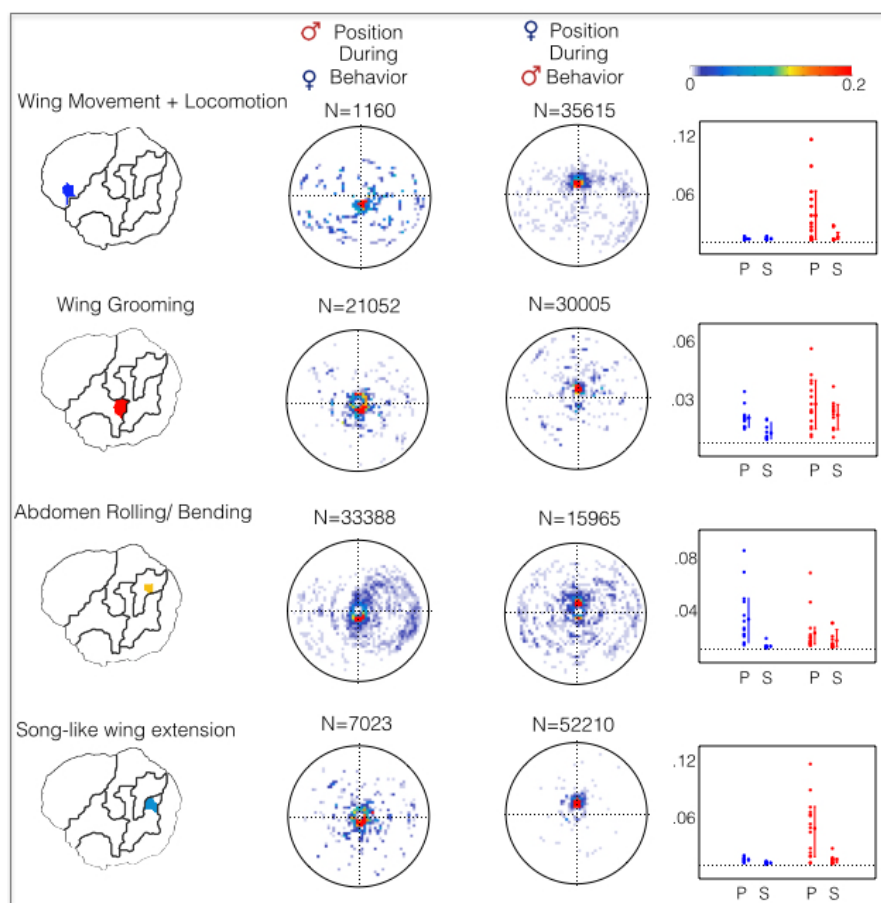 ♂ Position
During
♀ Behavior
♀ Position
During
♂ Behavior
0 0.2
Wing Movement + Locomotion
N=1160
N=35615
.12
.06
P S P S
Wing Grooming
N=21052
N=30005
.06
.03
P S P S
Abdomen Rolling/ Bending
N=33388
N=15965
.08
.04
P S P S
Song-like wing extension
N=7023
N=52210
.12
.06
P S P S